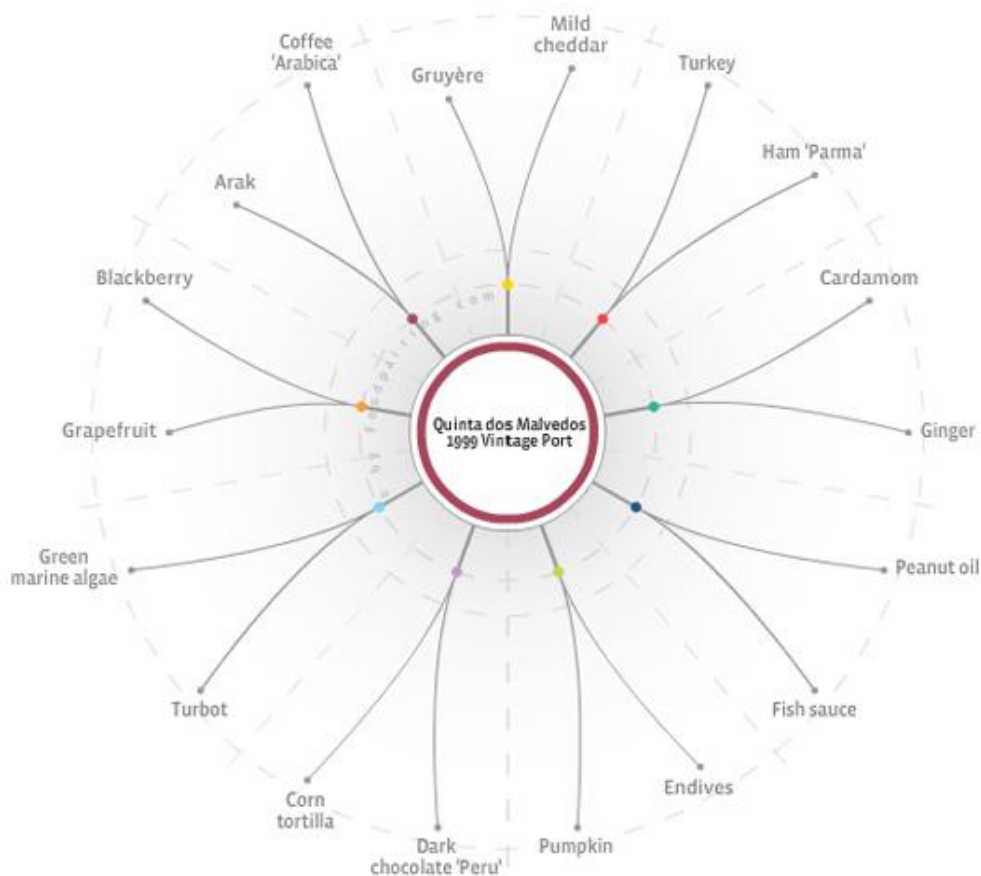 Mild
cheddar
Coffee
'Arabica'
Gruyère
Turkey
Ham 'Parma'
Arak
Blackberry
Cardamom
Quinta dos Malvedos
1999 Vintage Port
Grapefruit
Ginger
Green
marine algae
Peanut oil
Turbot
Fish sauce
Corn
tortilla
Endives
Dark
chocolate 'Peru'
Pumpkin